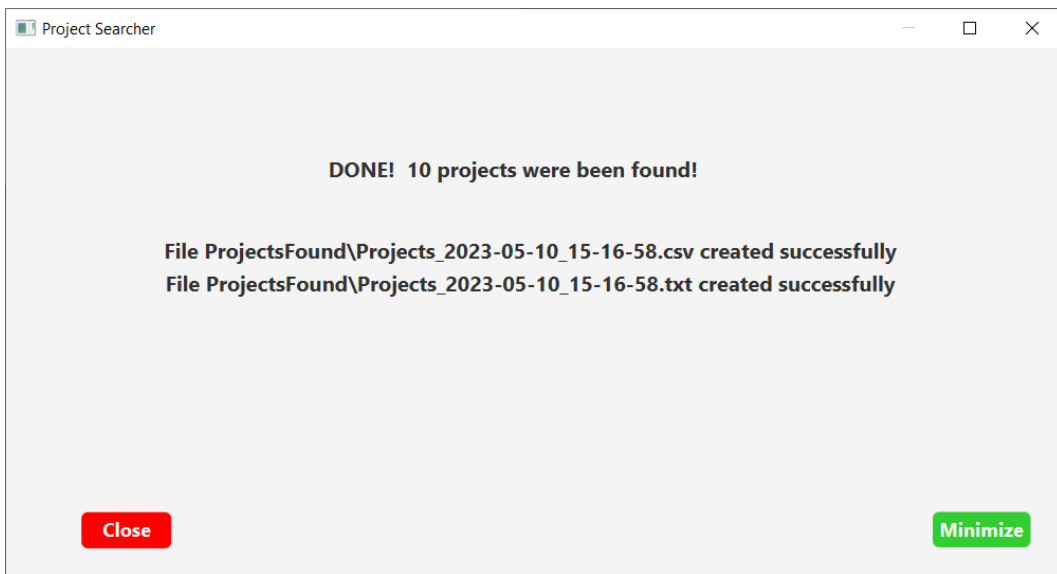 Project Searcher
DONE!  10 projects were been found!
File ProjectsFound\Projects_2023-05-10_15-16-58.csv created successfully
File ProjectsFound\Projects_2023-05-10_15-16-58.txt created successfully
Close
Minimize